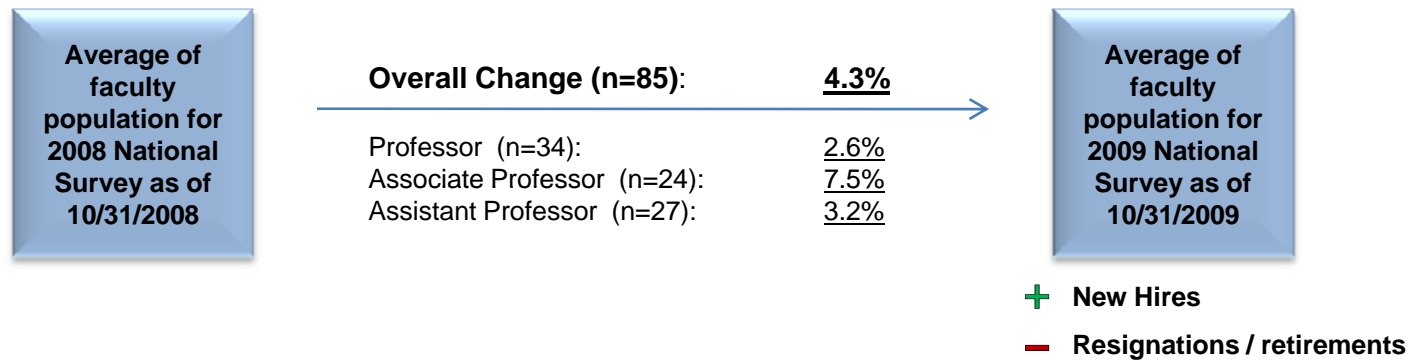 Average of
faculty
population for
2008 National
Survey as of
10/31/2008
Overall Change (n=85): 4.3%
Professor (n=34): 2.6%
Associate Professor (n=24): 7.5%
Assistant Professor (n=27): 3.2%
Average of
faculty
population for
2009 National
Survey as of
10/31/2009
New Hires
Resignations / retirements